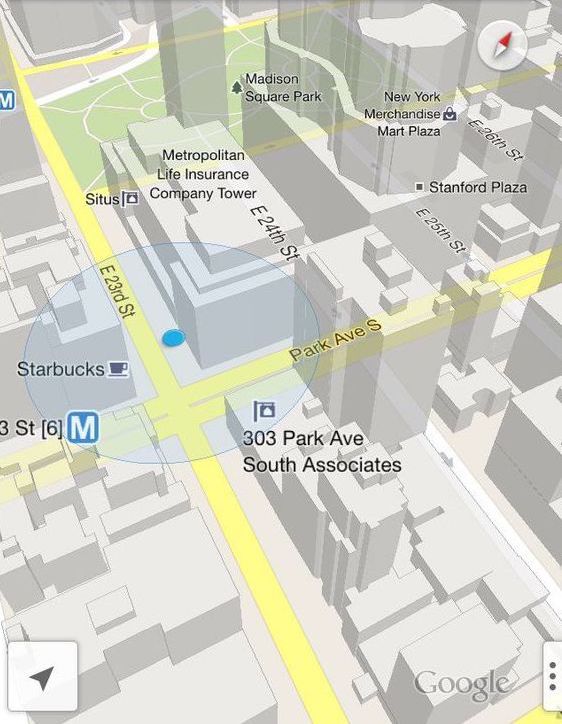 M
Madison
Square Park
New York
Merchandise
Mart Plaza
E 26th St
Metropolitan
Life Insurance
Company Tower
Stanford Plaza
Situs
E 24th St
E 25th St
E 23rd St
Park Ave S
Starbucks
3 St [6] M
303 Park Ave
South Associates
Google